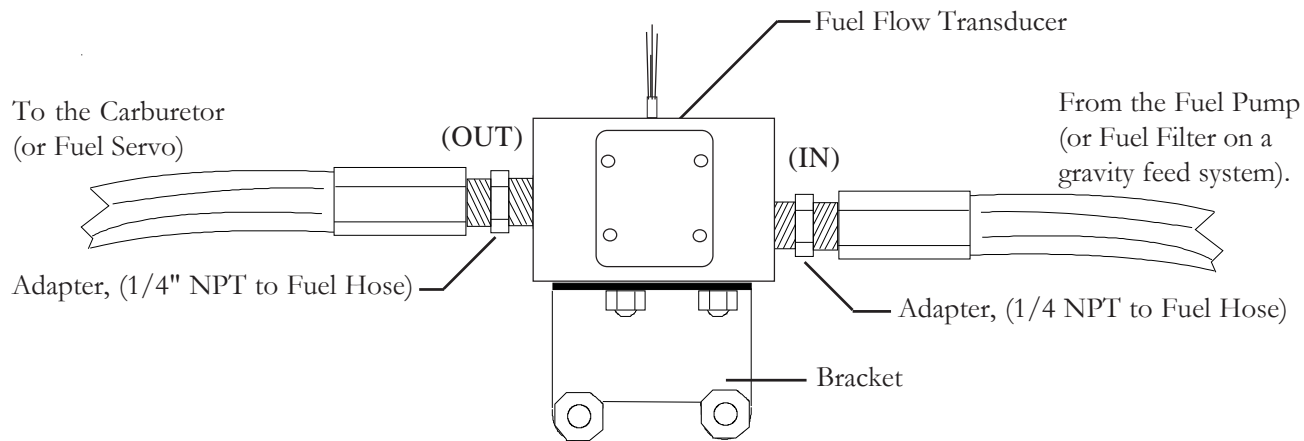 Fuel Flow Transducer
To the Carburetor
(or Fuel Servo)
(OUT)
(IN)
From the Fuel Pump
(or Fuel Filter on a
gravity feed system).
Adapter, (1/4" NPT to Fuel Hose)
Adapter, (1/4 NPT to Fuel Hose)
Bracket